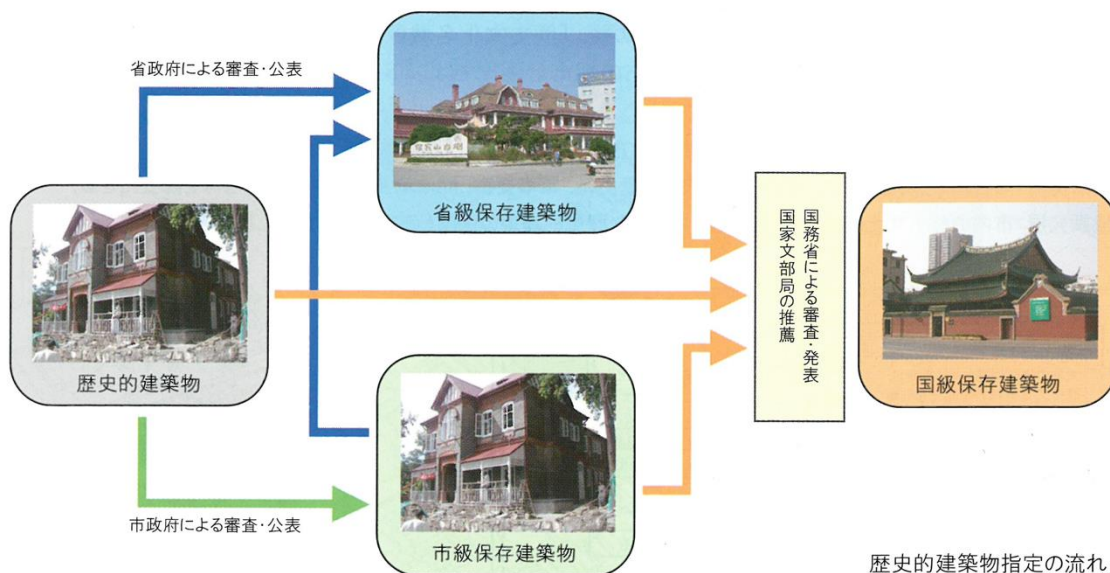 省政府による審査・公表
省級保存建築物
歴史的建築物
国務省による審査・発表
国家文部局の推薦
国級保存建築物
市政府による審査・公表
市級保存建築物
歴史的建築物指定の流れ